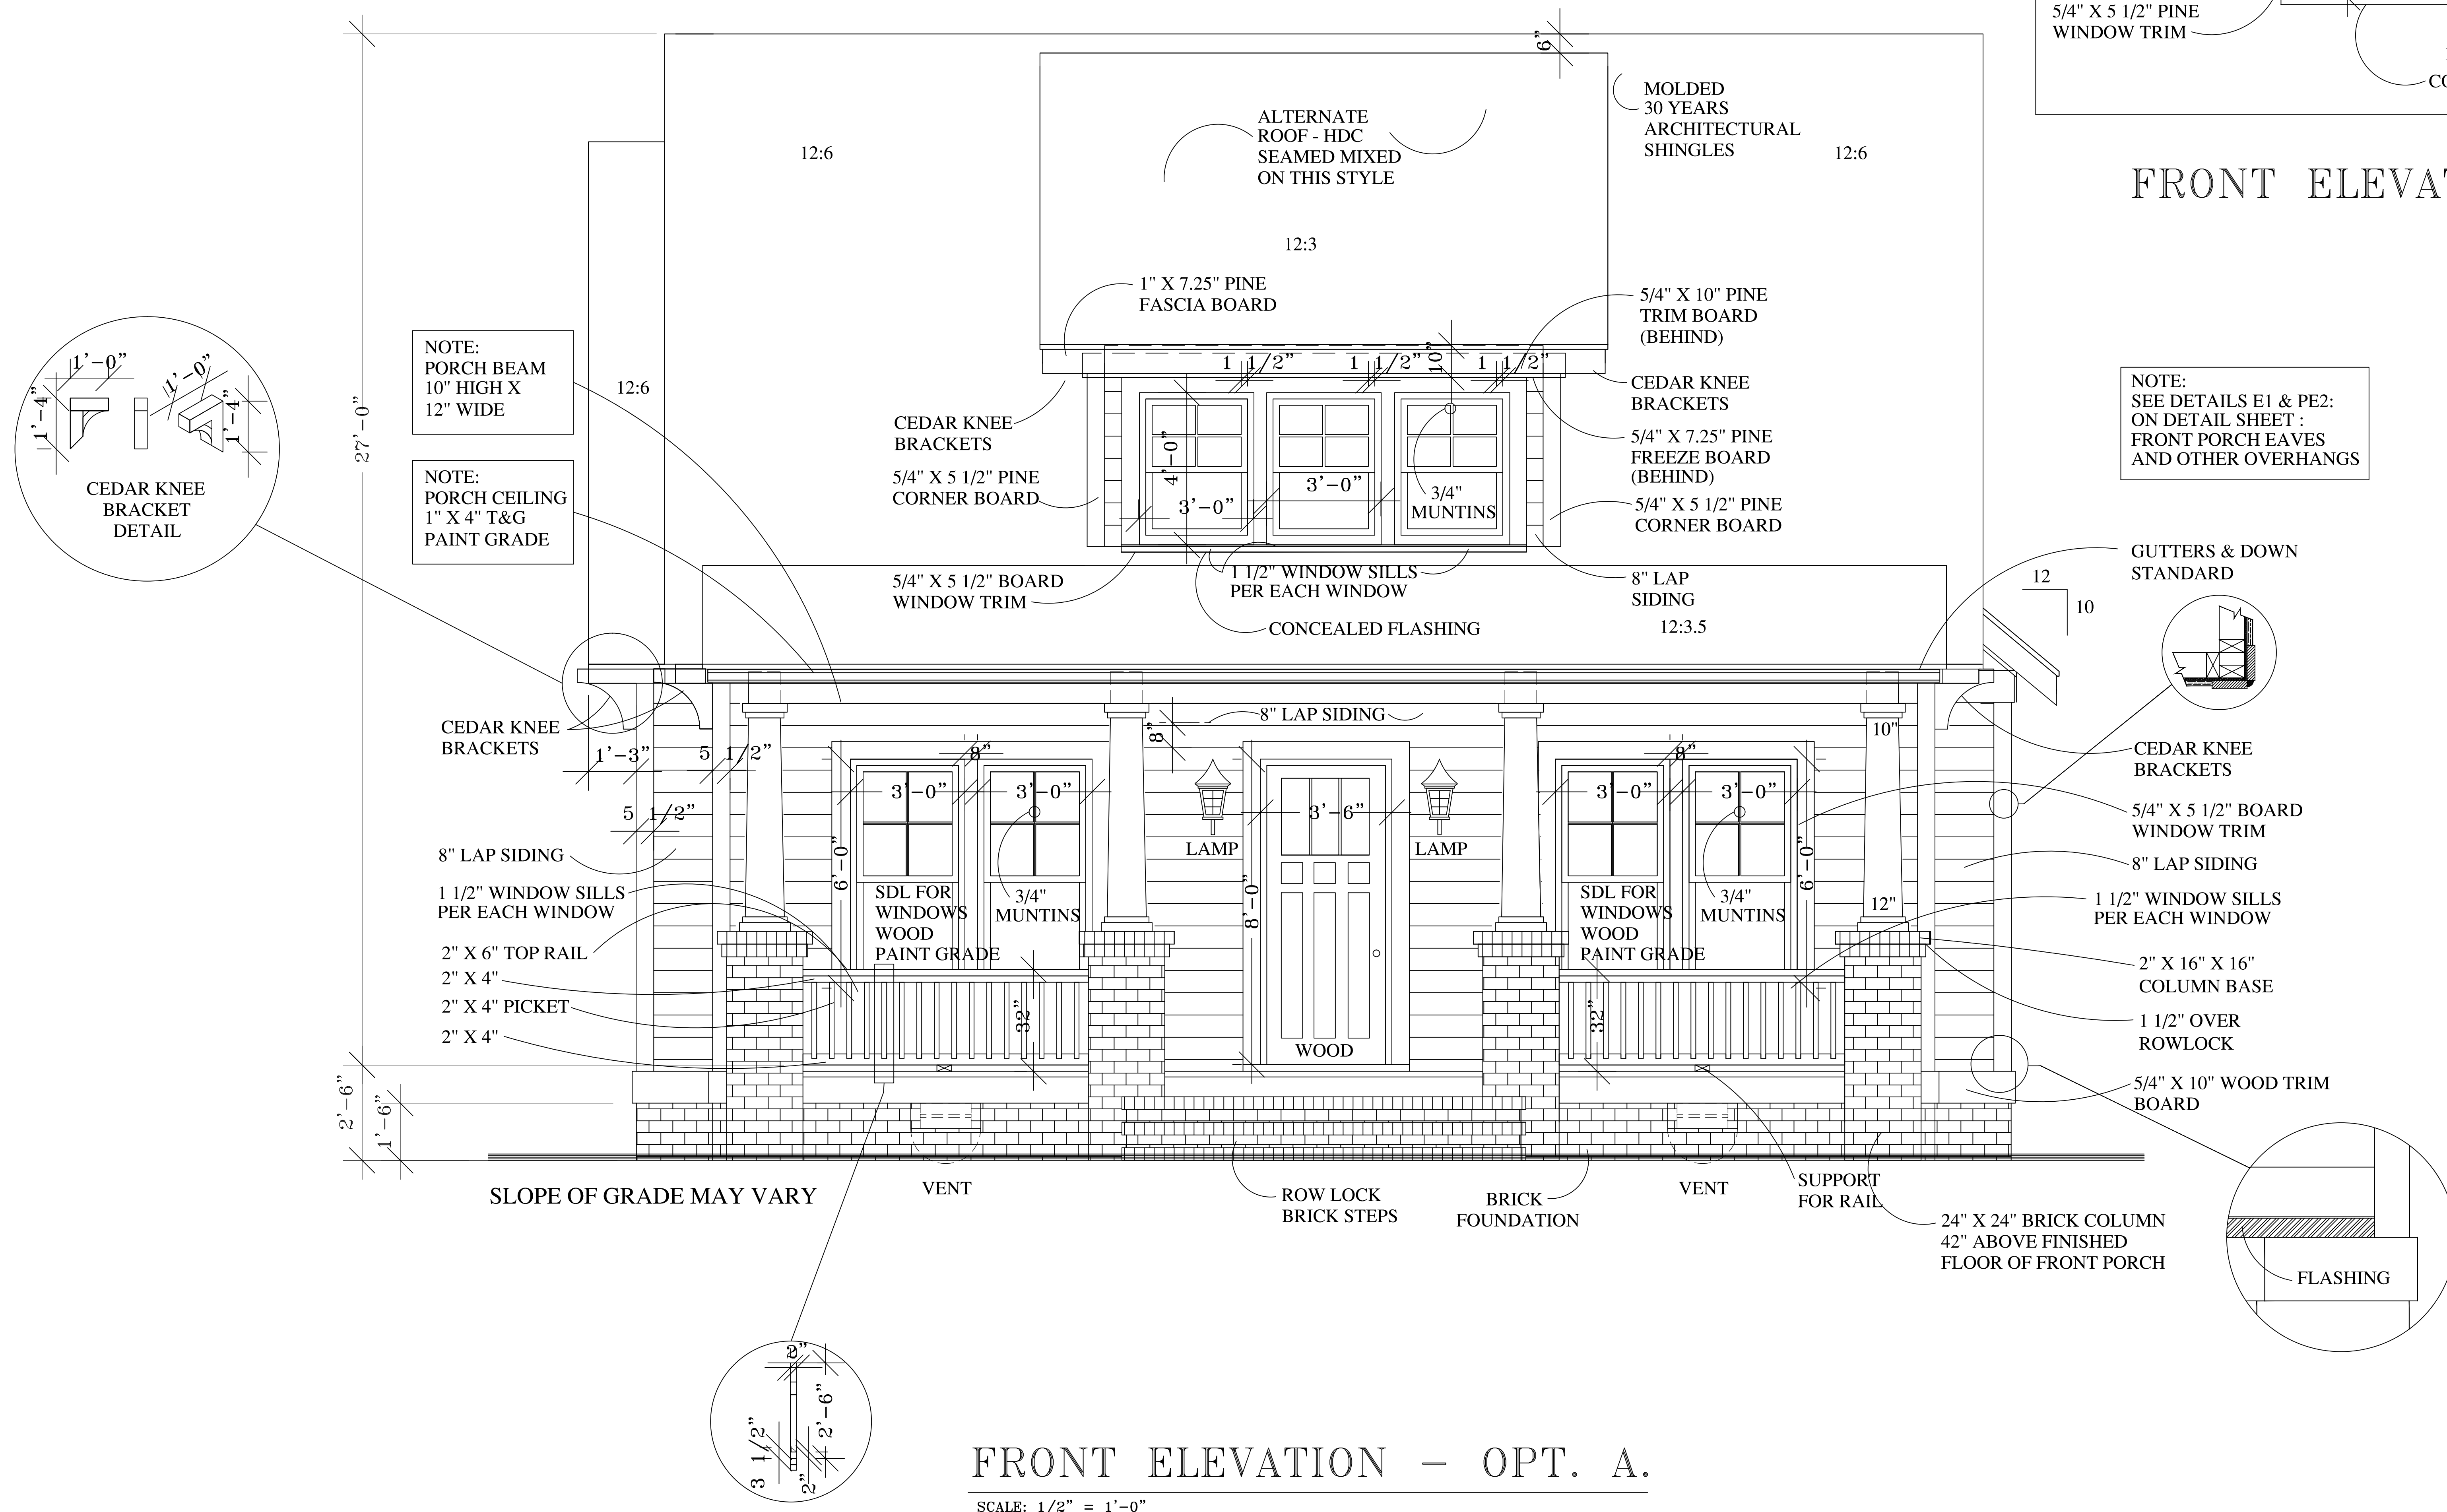 5/4" X 5 1/2" PINE
WINDOW TRIM
CO
FRONT ELEVAT
6"
MOLDED
30 YEARS
ARCHITECTURAL
SHINGLES
ALTERNATE
ROOF - HDC
SEAMED MIXED
ON THIS STYLE
12:6
12:6
12:3
1" X 7.25" PINE
FASCIA BOARD
5/4" X 10" PINE
TRIM BOARD
(BEHIND)
1 1/2"
1 1/2"
1 1/2"
10"
CEDAR KNEE
BRACKETS
CEDAR KNEE
BRACKETS
5/4" X 7.25" PINE
FREEZE BOARD
(BEHIND)
5/4" X 5 1/2" PINE
CORNER BOARD
5/4" X 5 1/2" PINE
CORNER BOARD
4'-0"
3'-0"
3'-0"
3/4"
MUNTINS
5/4" X 5 1/2" BOARD
WINDOW TRIM
1 1/2" WINDOW SILLS
PER EACH WINDOW
8" LAP
SIDING
CONCEALED FLASHING
12:3.5
1'-0"
1'-0"
1'-4"
1'-4"
CEDAR KNEE
BRACKET
DETAIL
27'-0"
NOTE:
PORCH BEAM
10" HIGH X
12" WIDE
NOTE:
PORCH CEILING
1" X 4" T&G
PAINT GRADE
12:6
NOTE:
SEE DETAILS E1 & PE2:
ON DETAIL SHEET :
FRONT PORCH EAVES
AND OTHER OVERHANGS
GUTTERS & DOWN
STANDARD
12
10
CEDAR KNEE
BRACKETS
1'-3"
5 1/2"
5 1/2"
8" LAP SIDING
8"
8"
8"
10"
CEDAR KNEE
BRACKETS
3'-0"
3'-0"
3'-6"
3'-0"
3'-0"
5/4" X 5 1/2" BOARD
WINDOW TRIM
LAMP
LAMP
8" LAP SIDING
8" LAP SIDING
6'-0"
8'-0"
6'-0"
1 1/2" WINDOW SILLS
PER EACH WINDOW
SDL FOR
WINDOWS
WOOD
PAINT GRADE
3/4"
MUNTINS
SDL FOR
WINDOWS
WOOD
PAINT GRADE
3/4"
MUNTINS
12"
1 1/2" WINDOW SILLS
PER EACH WINDOW
2" X 6" TOP RAIL
2" X 4"
2" X 4" PICKET
2" X 4"
32"
32"
WOOD
2" X 16" X 16"
COLUMN BASE
1 1/2" OVER
ROWLOCK
5/4" X 10" WOOD TRIM
BOARD
2'-6"
1'-6"
SLOPE OF GRADE MAY VARY
VENT
ROW LOCK
BRICK STEPS
BRICK
FOUNDATION
VENT
SUPPORT
FOR RAIL
24" X 24" BRICK COLUMN
42" ABOVE FINISHED
FLOOR OF FRONT PORCH
FLASHING
2"
2'-6"
3 1/2"
2"
FRONT ELEVATION - OPT. A.
SCALE: 1/2" = 1'-0"